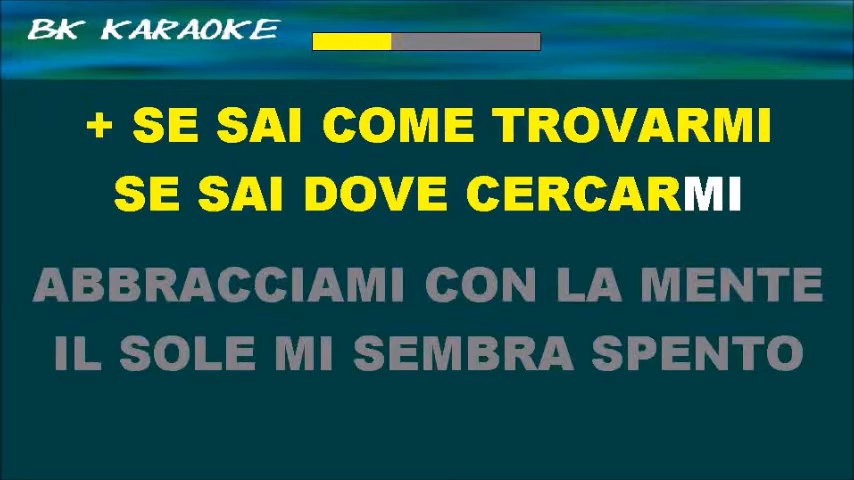 BK KARAOKE
+ SE SAI COME TROVARMI
SE SAI DOVE CERCARMI
ABBRACCIAMI CON LA MENTE
IL SOLE MI SEMBRA SPENTO